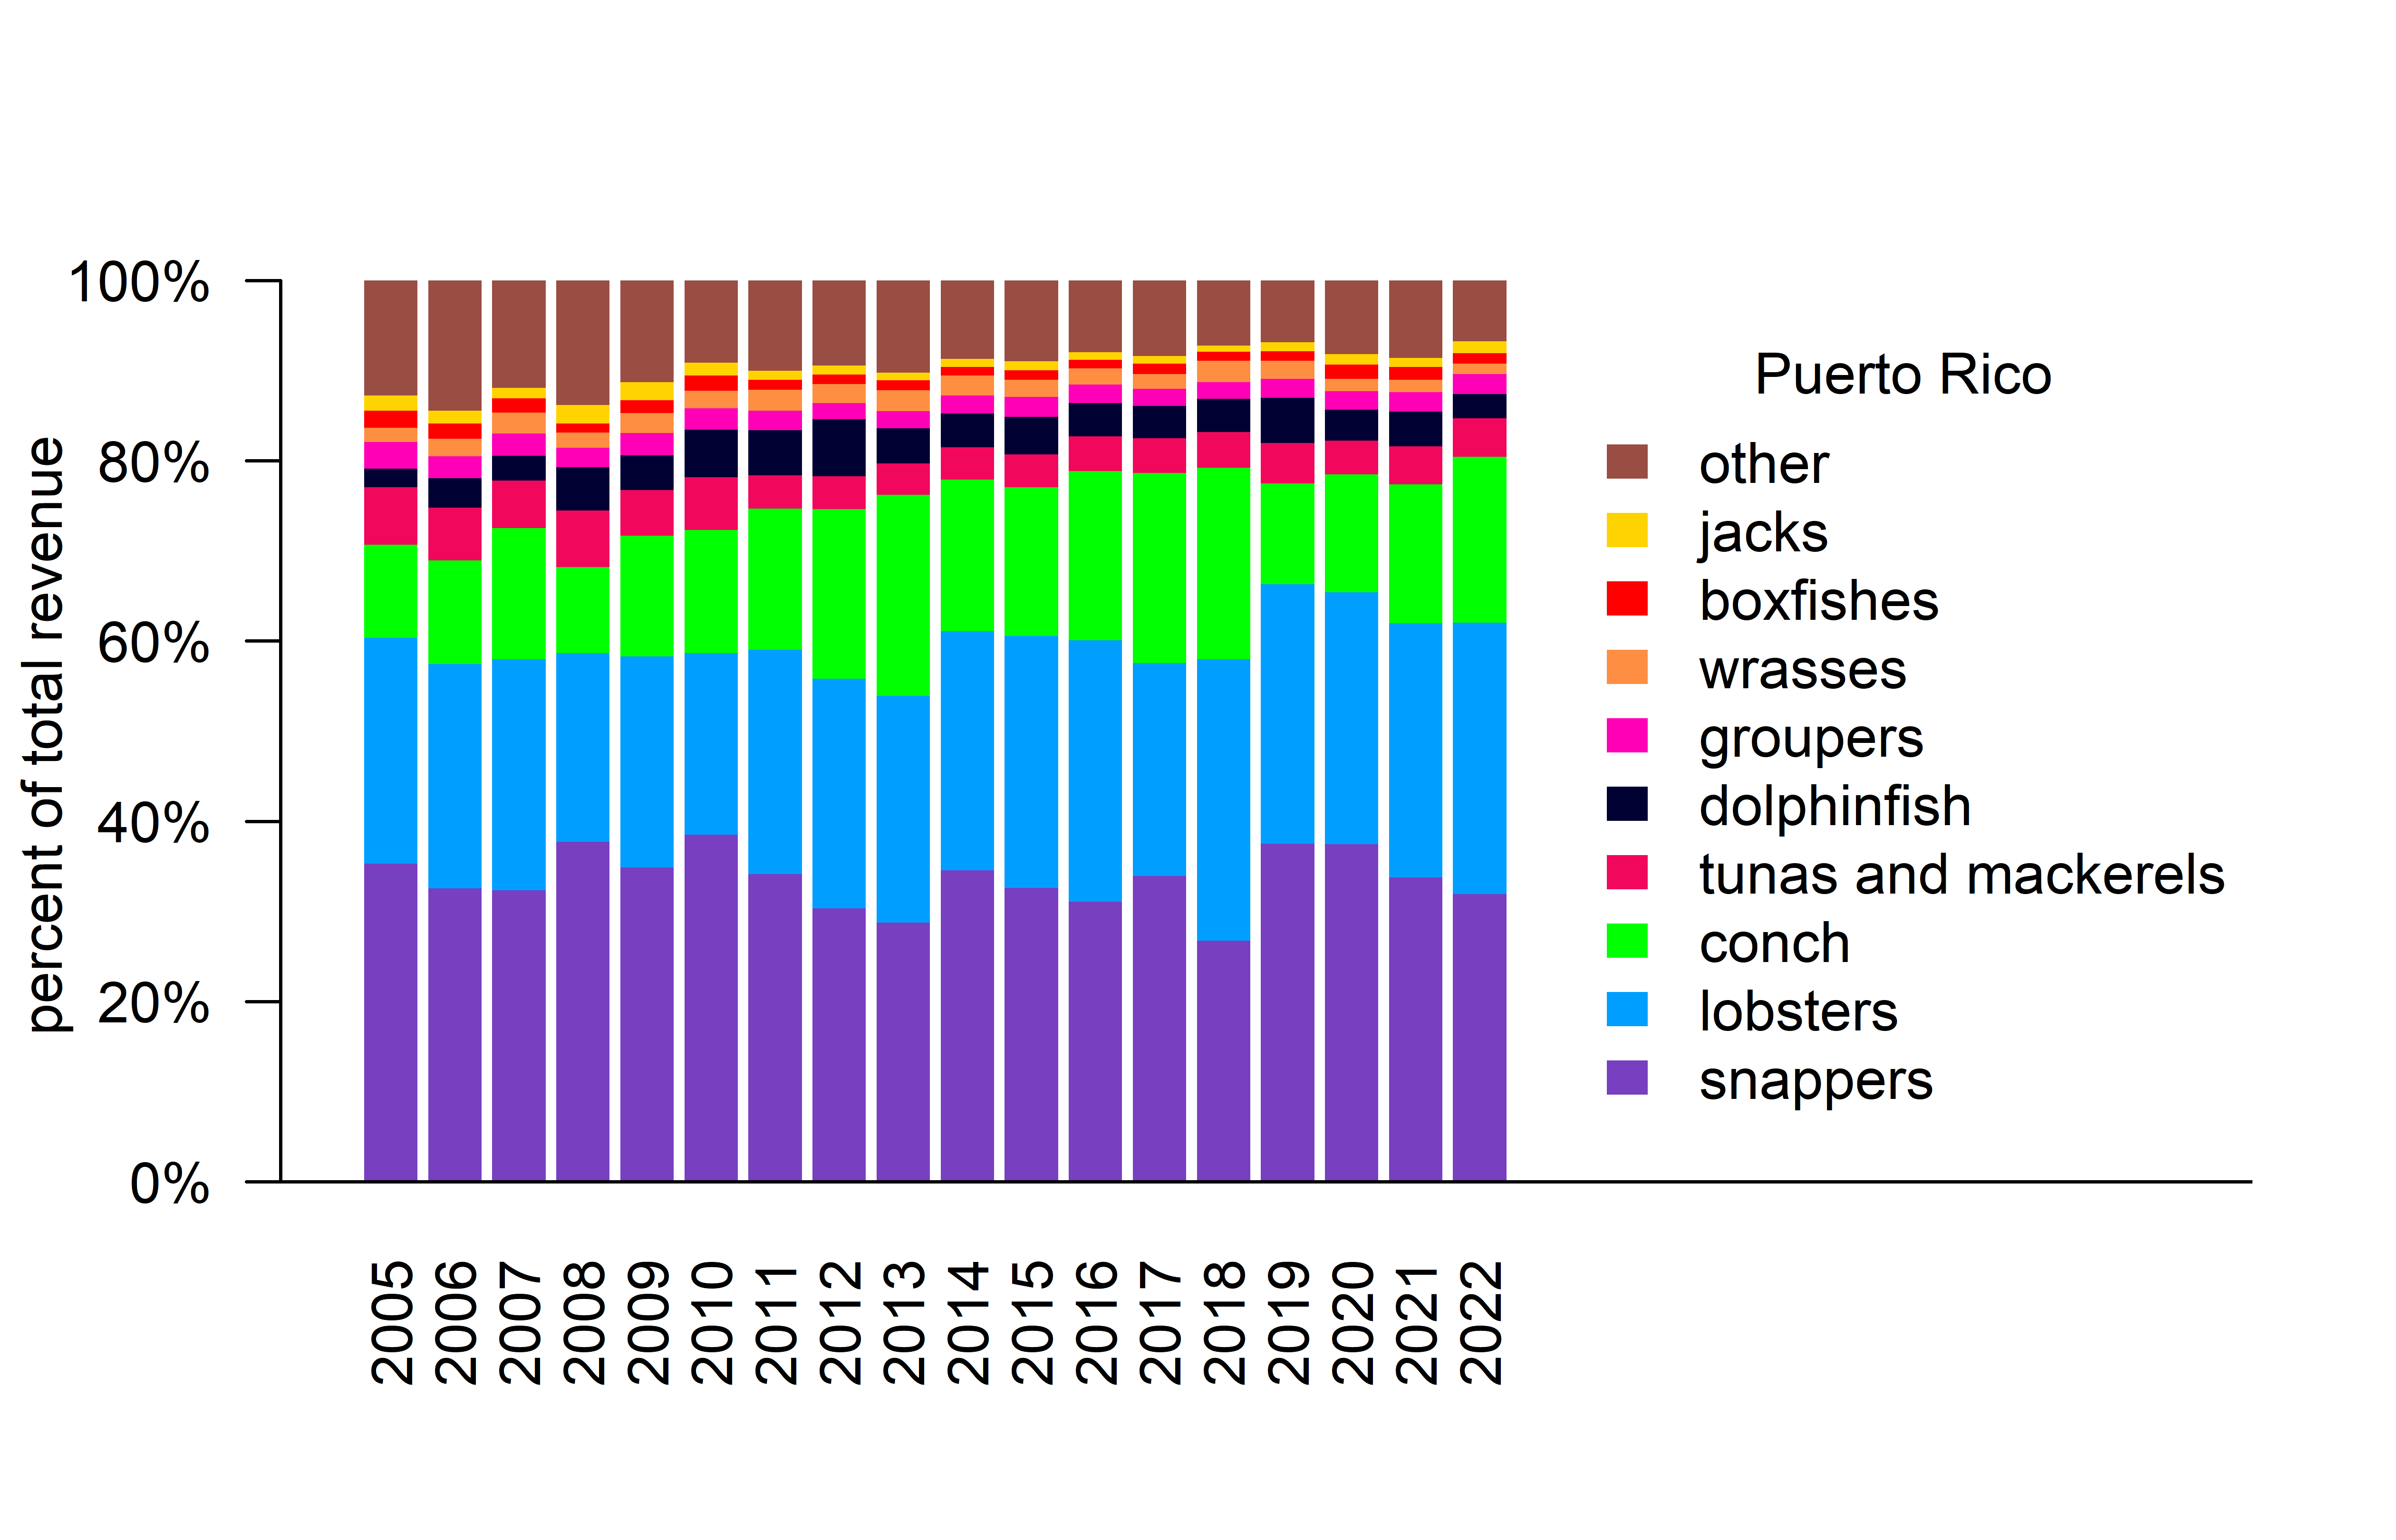 percent of total revenue
100%
80%
60%
40%
20%
0%
2005
2006
2007
2008
2009
2010
2011
2012
2013
2014
2015
2016
2017
2018
2019
2020
2021
2022
Puerto Rico
other
jacks
boxfishes
wrasses
groupers
dolphinfish
tunas and mackerels
conch
lobsters
snappers